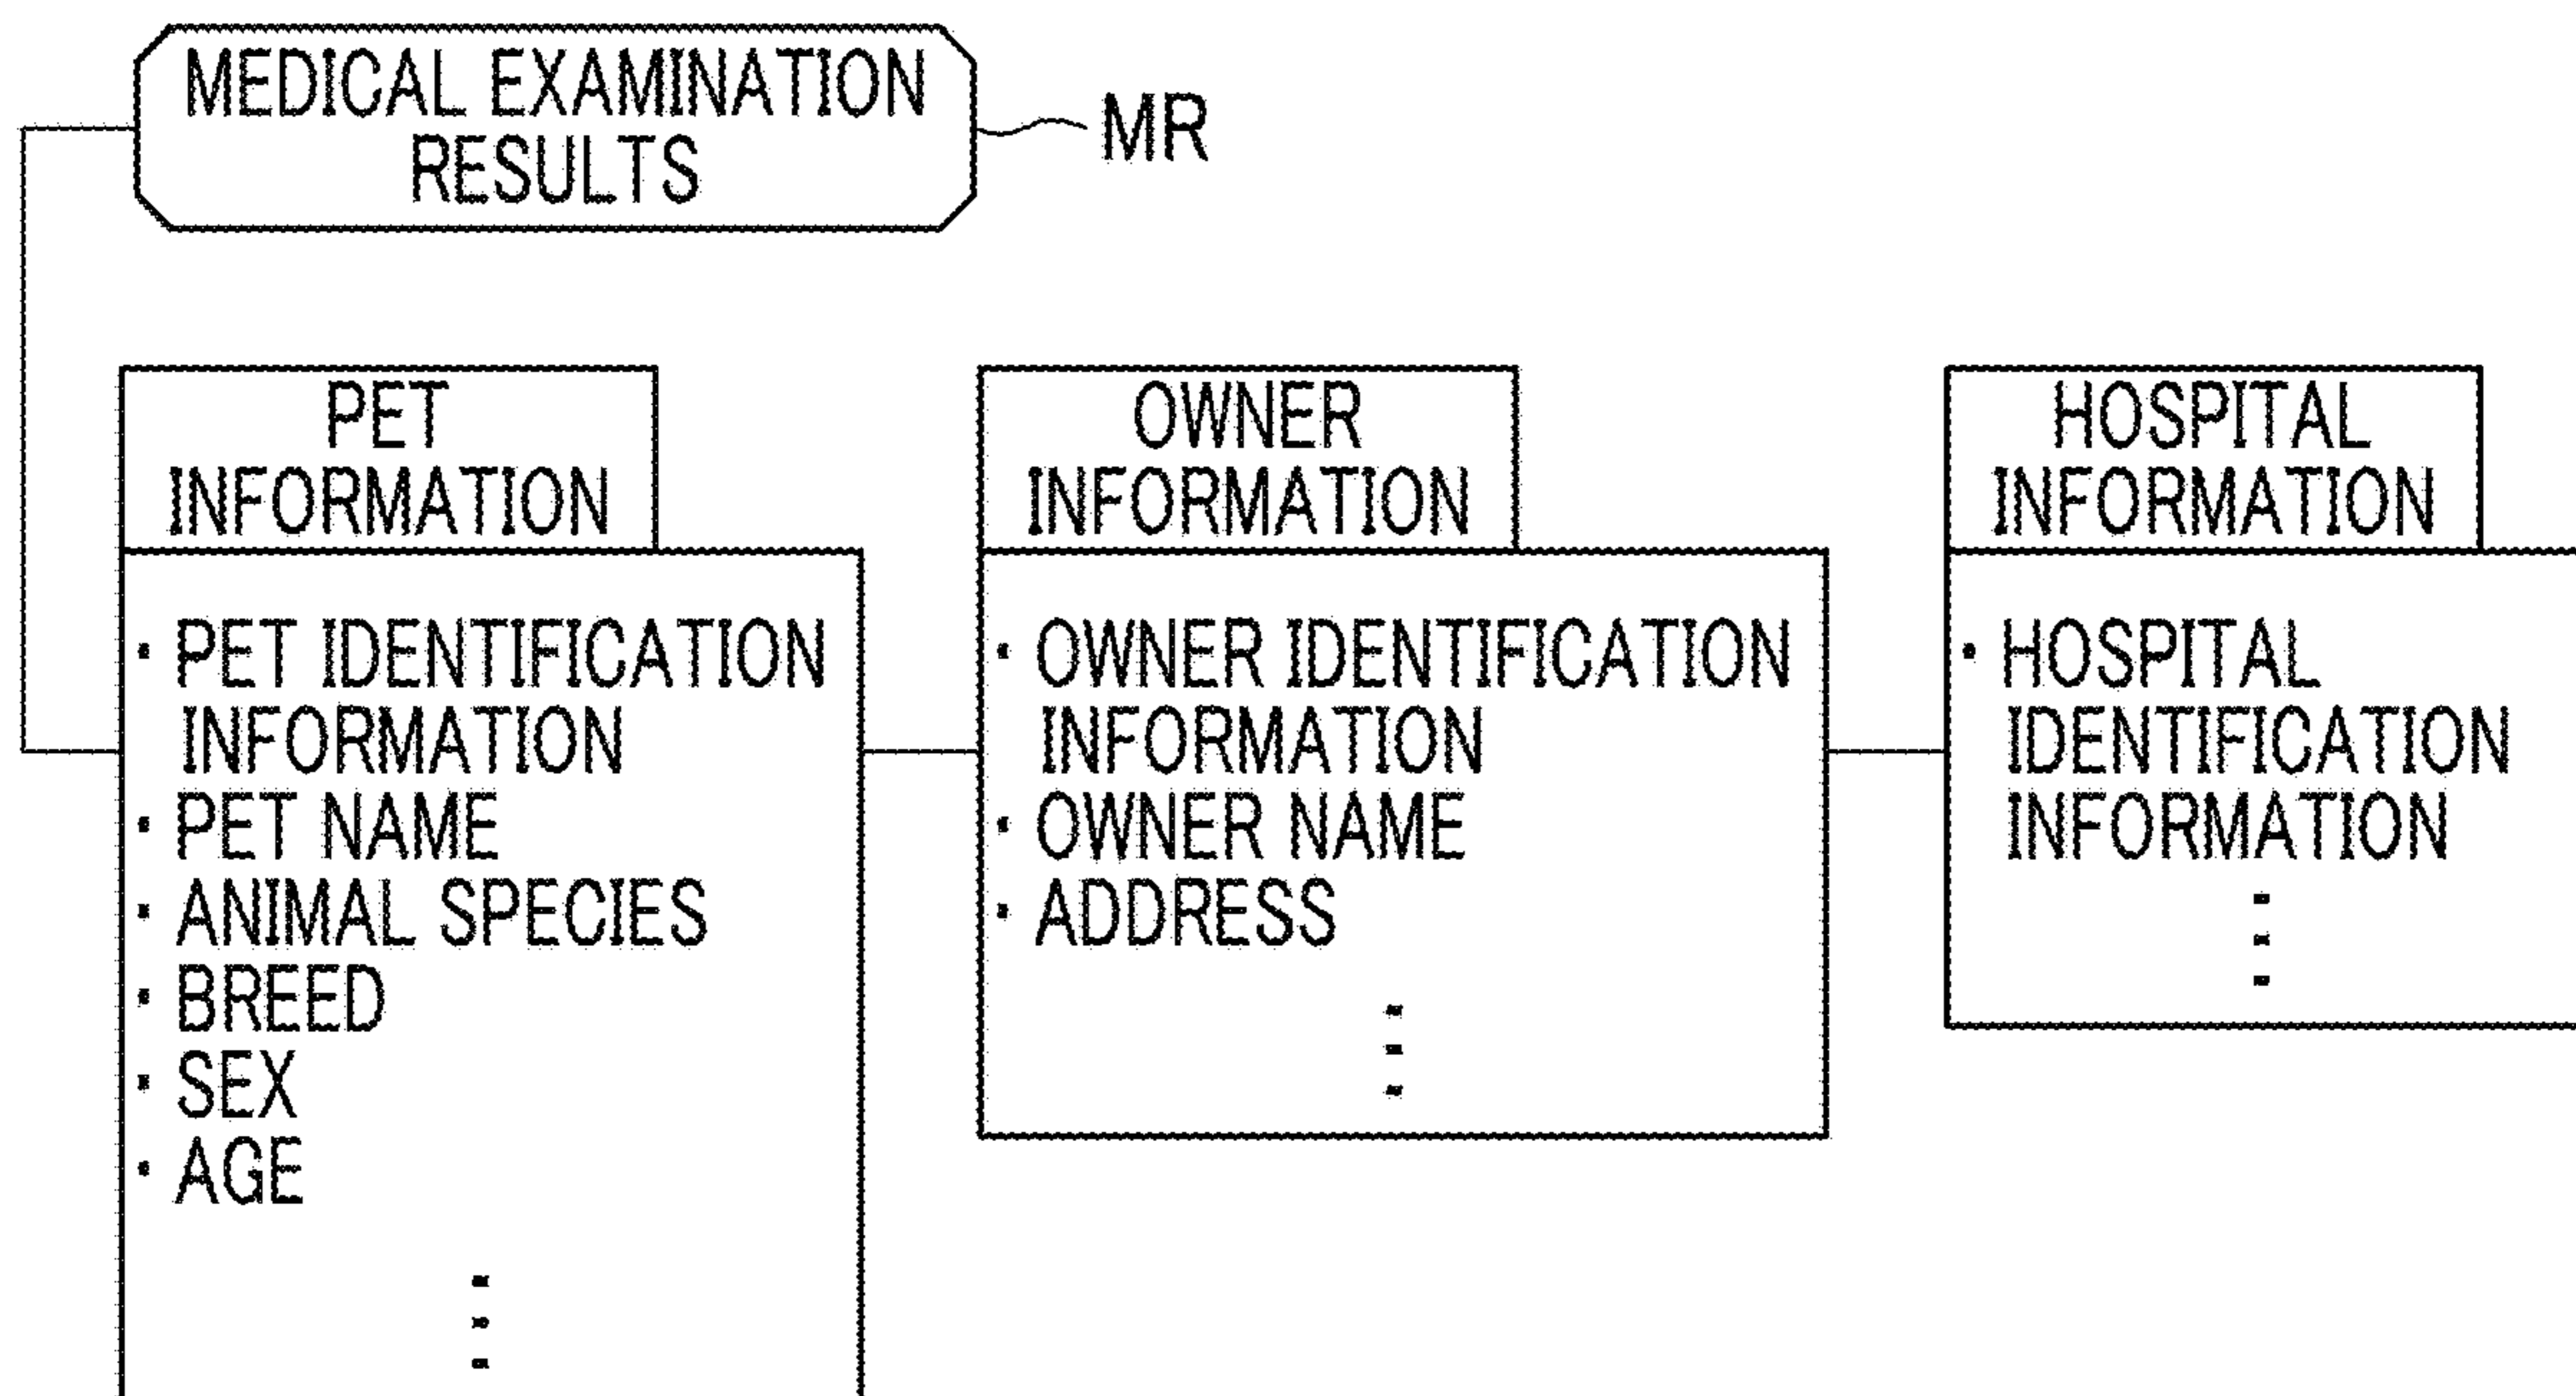 MEDICAL EXAMINATION
RESULTS
MR
PET
INFORMATION
· PET IDENTIFICATION
INFORMATION
· PET NAME
· ANIMAL SPECIES
· BREED
· SEX
· AGE
OWNER
INFORMATION
· OWNER IDENTIFICATION
INFORMATION
· OWNER NAME
· ADDRESS
HOSPITAL
INFORMATION
· HOSPITAL
IDENTIFICATION
INFORMATION